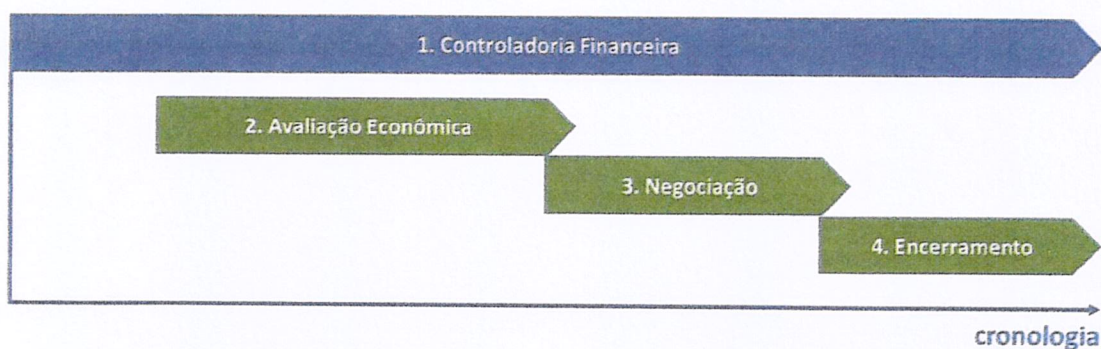 1. Controladoria Financeira
2. Avaliação Econômica
3. Negociação
4. Encerramento
cronologia